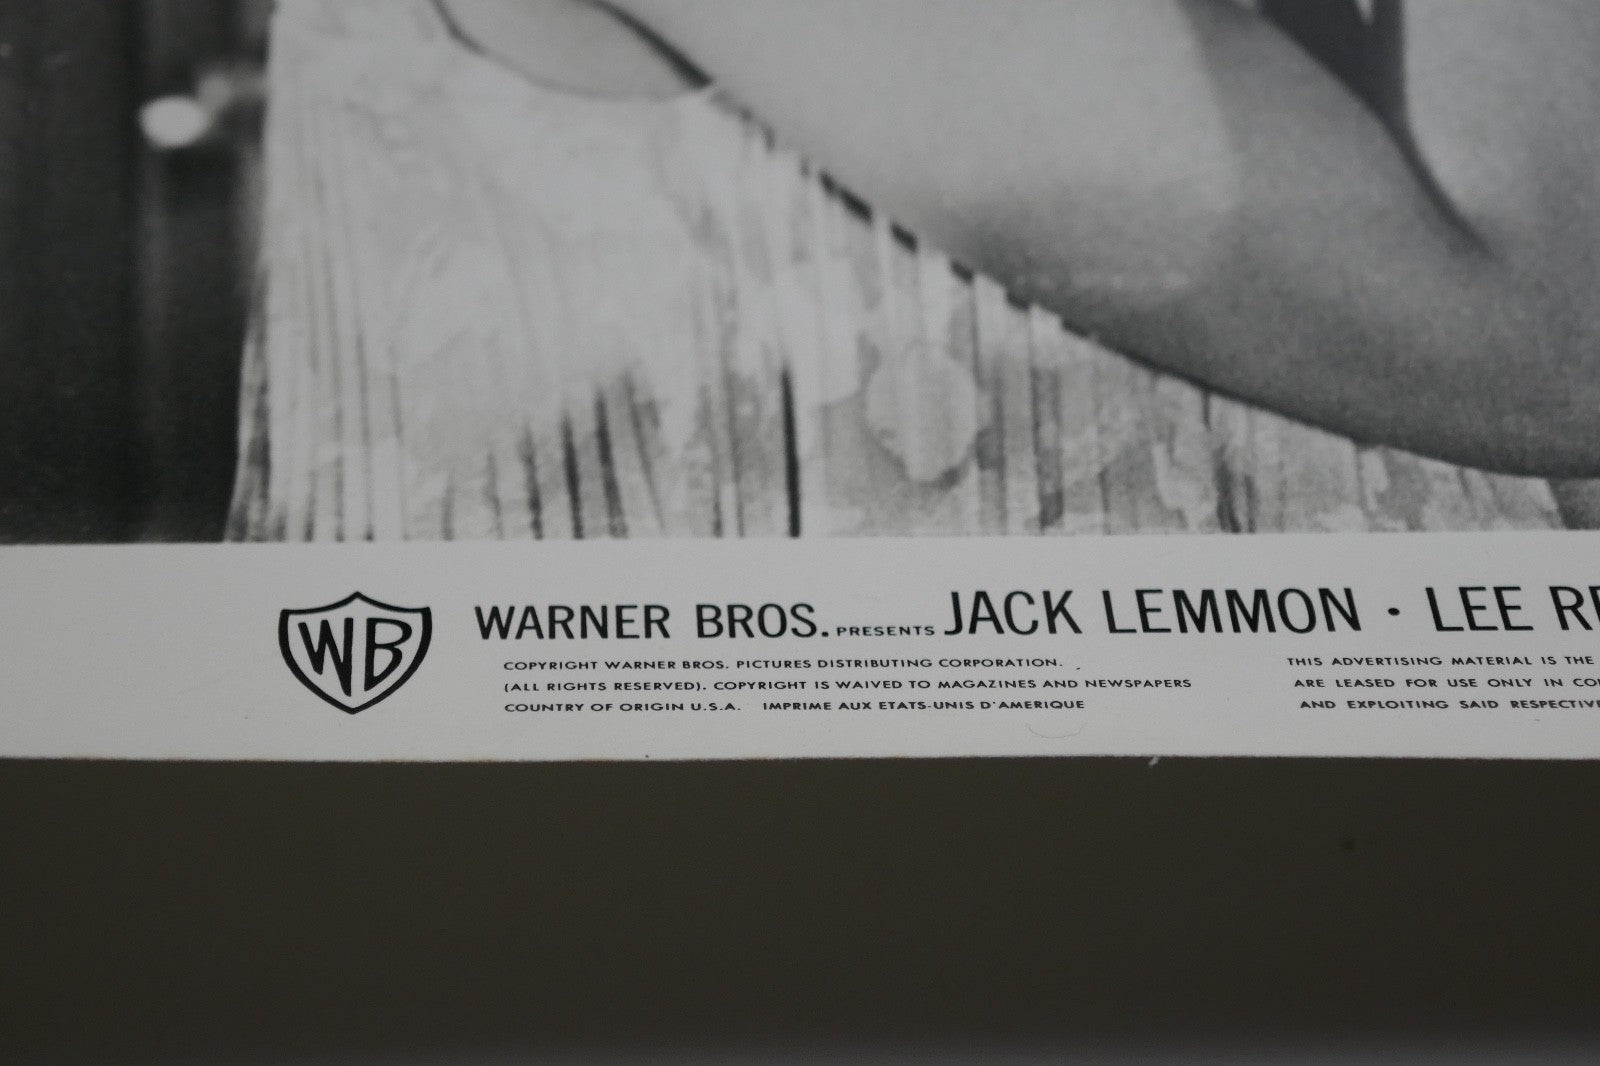 WB
WARNER BROS. PRESENTS JACK LEMMON · LEE
COPYRIGHT WARNER BROS. PICTURES DISTRIBUTING CORPORATION.
(ALL RIGHTS RESERVED). COPYRIGHT IS WAIVED TO MAGAZINES AND NEWSPAPERS
COUNTRY OF ORIGIN U.S.A. IMPRIME AUX ETATS-UNIS D'AMERIQUE
THIS ADVERTISING MATERIAL IS THE
ARE LEASED FOR USE ONLY IN
AND EXPLOITING SAID